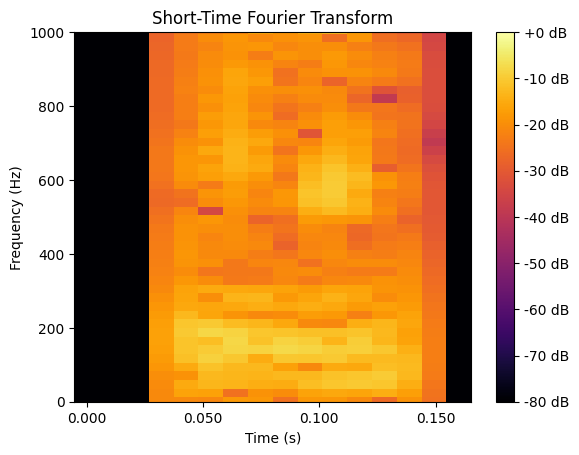 Short-Time Fourier Transform
1000
800
600
400
200
0
Frequency (Hz)
0.000 0.050 0.100 0.150
Time (s)
+0 dB
-10 dB
-20 dB
-30 dB
-40 dB
-50 dB
-60 dB
-70 dB
-80 dB